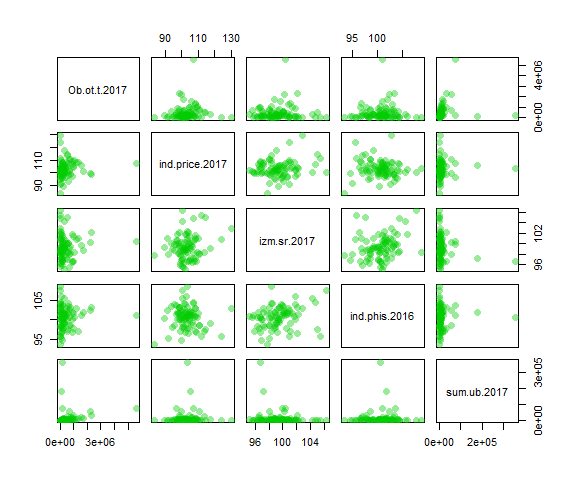 90 110 130
95 100
Ob.ot.t.2017
0e+00 4e+06
90 110
ind.price.2017
izm.sr.2017
96 102
95 105
ind.phis.2016
sum.ub.2017
0e+00 3e+05
0e+00 3e+06
96 100 104
0e+00 2e+05